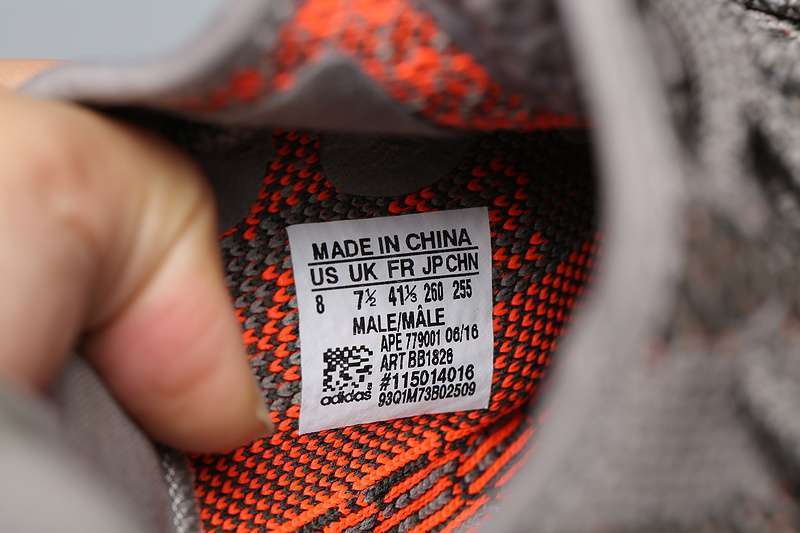 MADE IN CHINA
US UK FR JP CHN
8 7½ 41⅓ 260 255
MALE/MÂLE
APE 779001 06/16
ART BB1826
#115014016
adidas 93Q1M73B02509